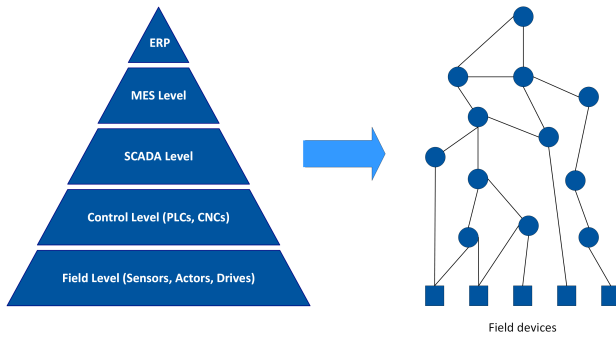 ERP
MES Level
SCADA Level
Control Level (PLCs, CNCs)
Field Level (Sensors, Actors, Drives)
Field devices